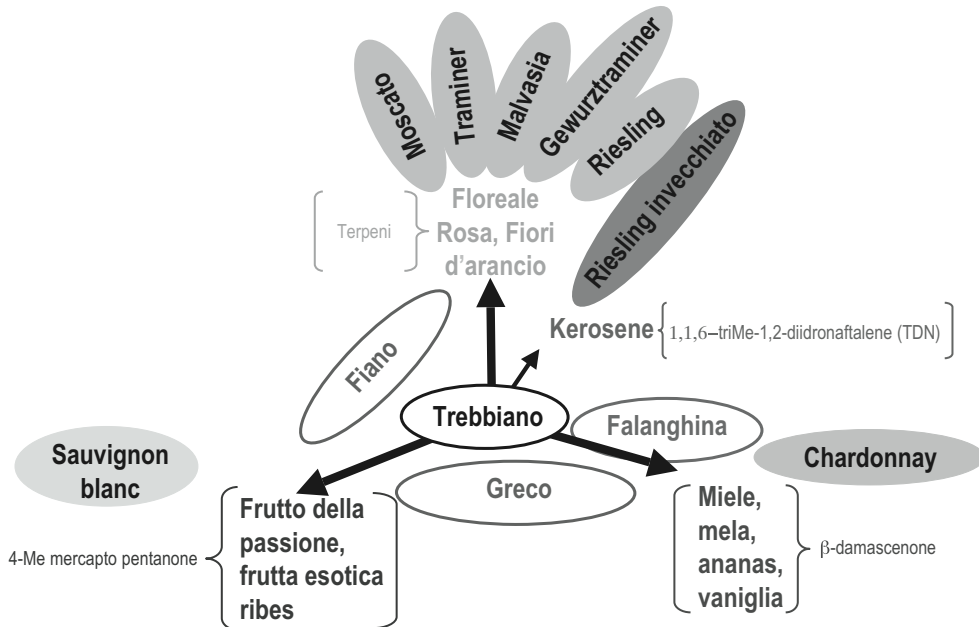 Moscato
Traminer
Malvasia
Gewurztraminer
Riesling
Riesling invecchiato
Terpeni
Floreale
Rosa, Fiori
d'arancio
Kerosene
1,1,6–triMe-1,2-diidronaftalene (TDN)
Fiano
Trebbiano
Falanghina
Sauvignon
blanc
Greco
Chardonnay
4-Me mercapto pentanone
Frutto della
passione,
frutta esotica
ribes
Miele,
mela,
ananas,
vaniglia
β-damascenone